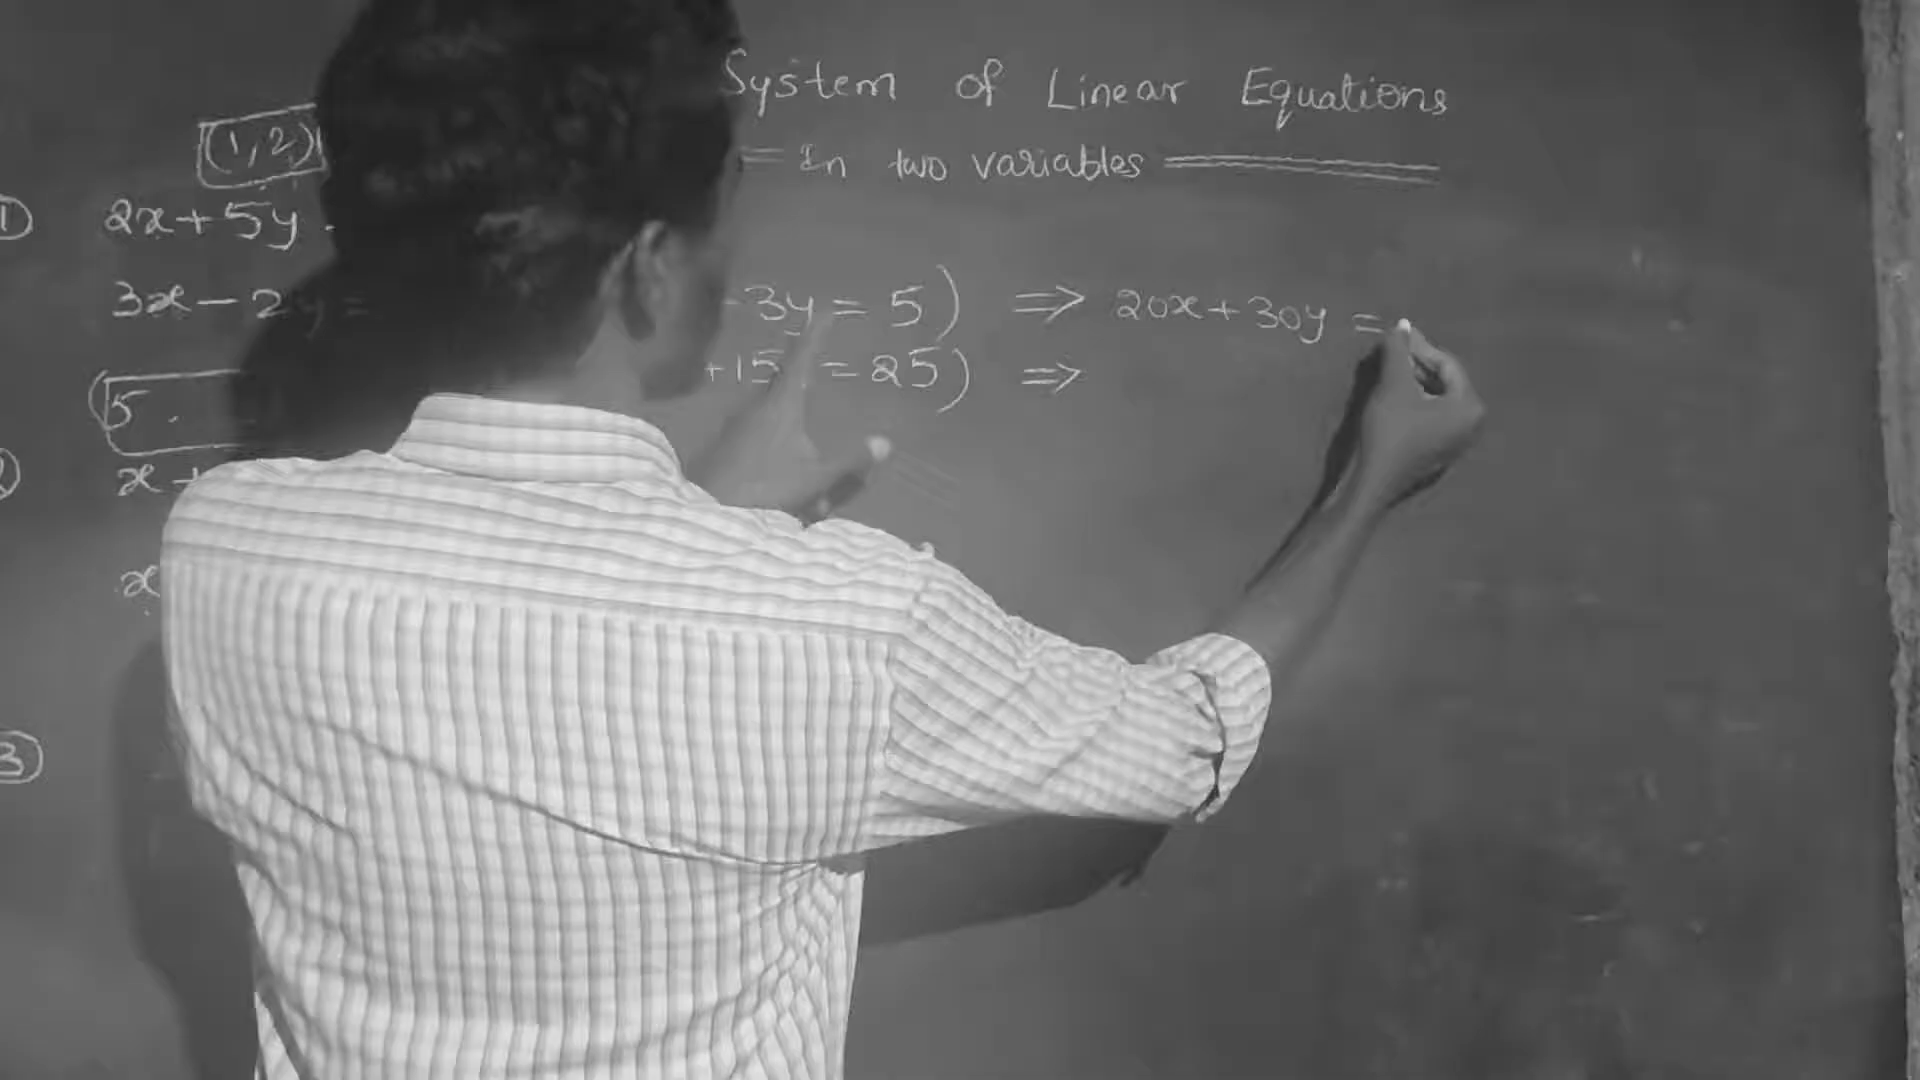 System of Linear Equations
In two variables
(1,2)
① 2x+5y
3x-2y=
-3y=5) ⇒ 20x+30y=
+15 =25) ⇒
(5
x+
x
③